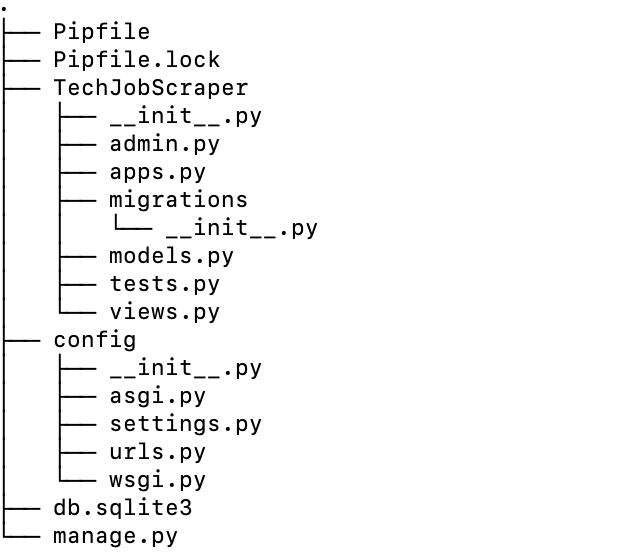 .
├── Pipfile
├── Pipfile.lock
├── TechJobScraper
│   ├── __init__.py
│   ├── admin.py
│   ├── apps.py
│   ├── migrations
│   │   └── __init__.py
│   ├── models.py
│   ├── tests.py
│   └── views.py
├── config
│   ├── __init__.py
│   ├── asgi.py
│   ├── settings.py
│   ├── urls.py
│   └── wsgi.py
├── db.sqlite3
└── manage.py